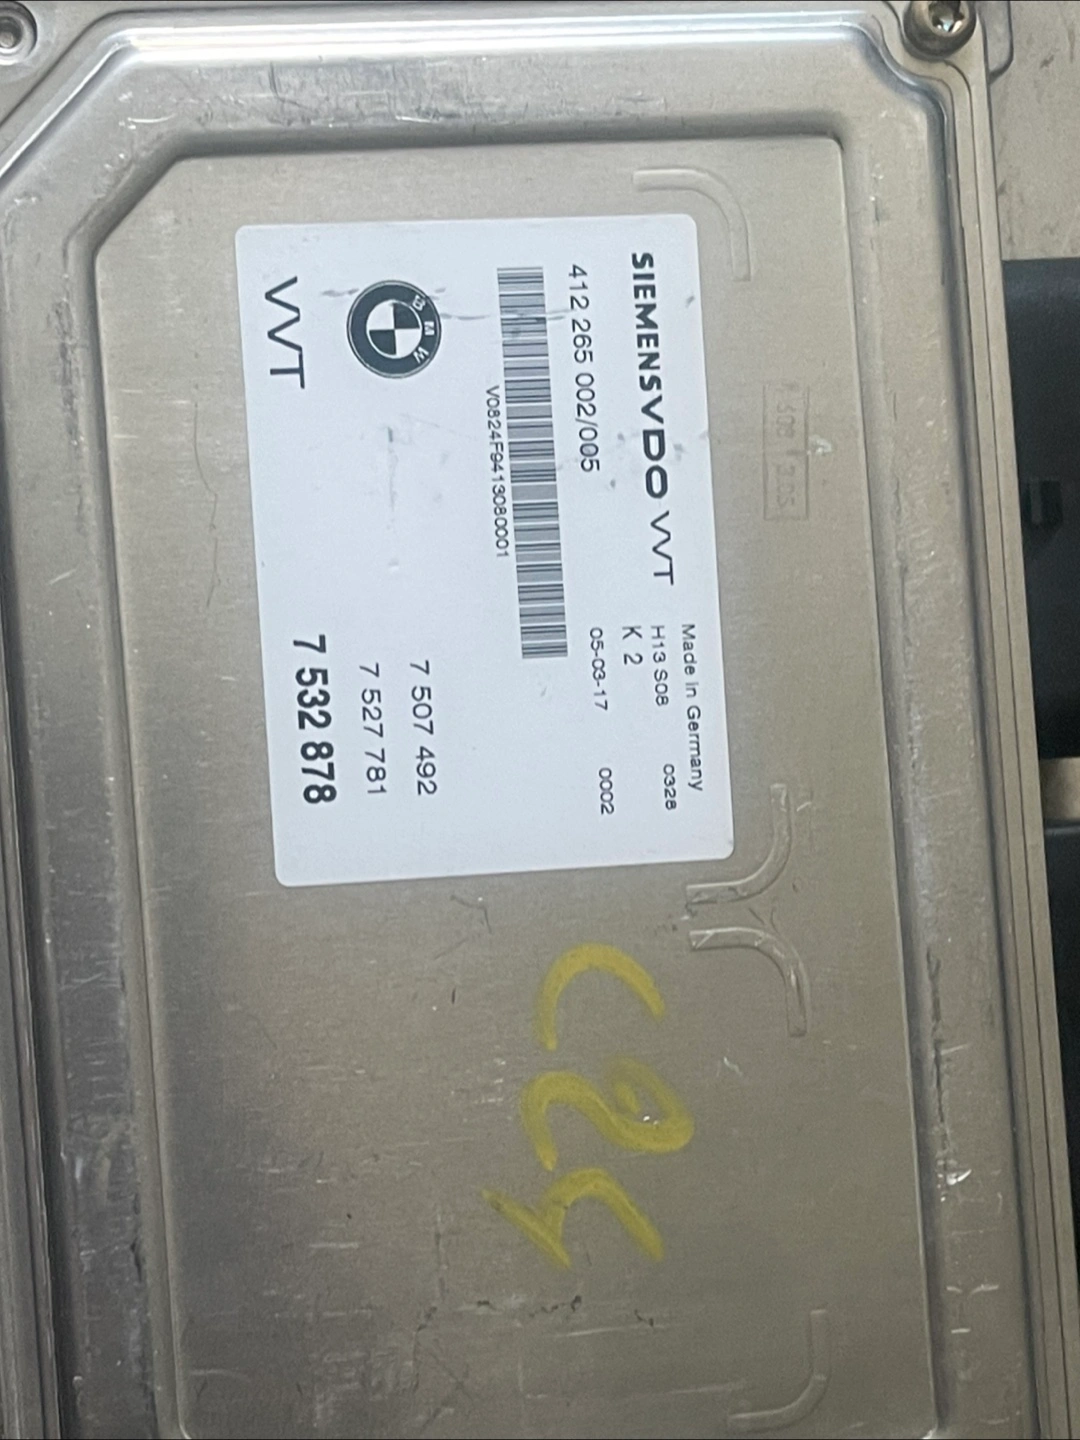 SIEMENSVDO VVT
412 265 002/005
V0824F9413080001
Made in Germany
H13 S08 0328
K 2
05-03-17 0002
BMW
7 507 492
7 527 781
VVT
7 532 878